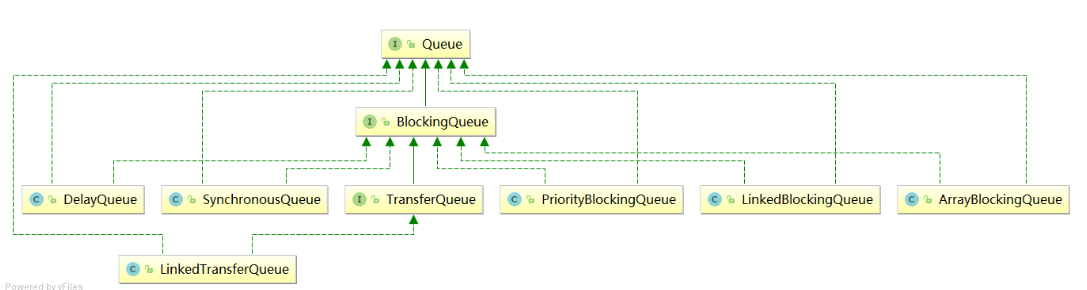 I Queue
I BlockingQueue
C DelayQueue
C SynchronousQueue
I TransferQueue
C PriorityBlockingQueue
C LinkedBlockingQueue
C ArrayBlockingQueue
C LinkedTransferQueue
Powered by yFiles